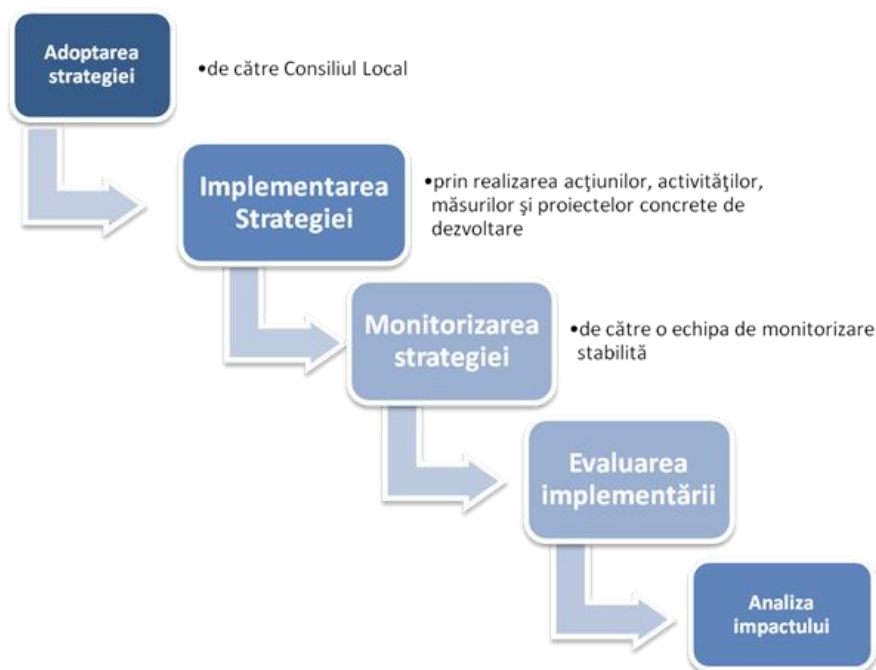 Adoptarea
strategiei
•de către Consiliul Local
Implementarea
Strategiei
•prin realizarea acţiunilor, activităţilor,
măsurilor şi proiectelor concrete de
dezvoltare
Monitorizarea
strategiei
•de către o echipa de monitorizare
stabilită
Evaluarea
implementării
Analiza
impactului